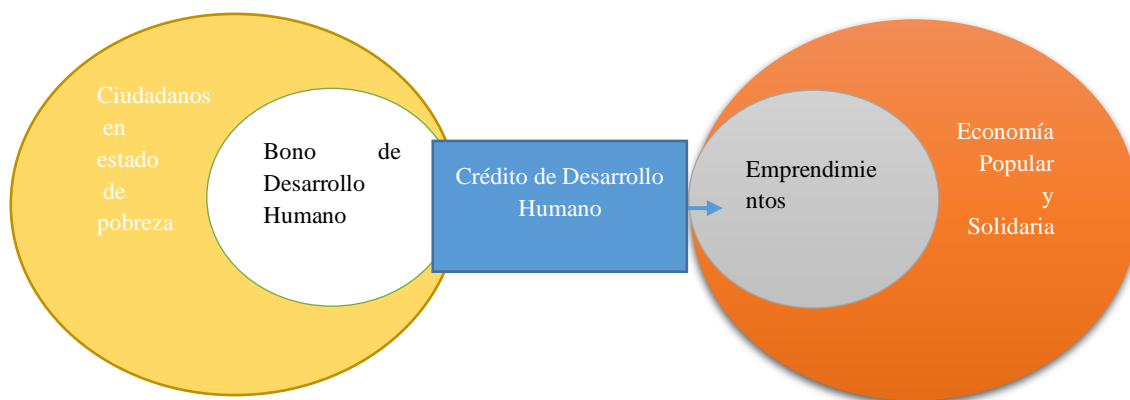 Ciudadanos
en
estado
de
pobreza
Bono de
Desarrollo
Humano
Crédito de Desarrollo
Humano
Emprendimie
ntos
Economía
Popular
y
Solidaria